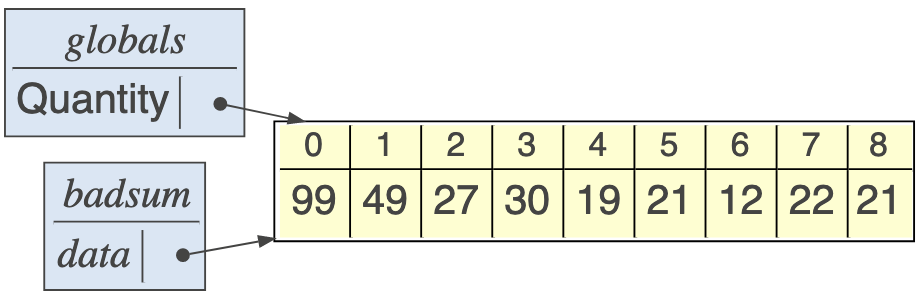 globals
Quantity
0 1 2 3 4 5 6 7 8
99 49 27 30 19 21 12 22 21
badsum
data